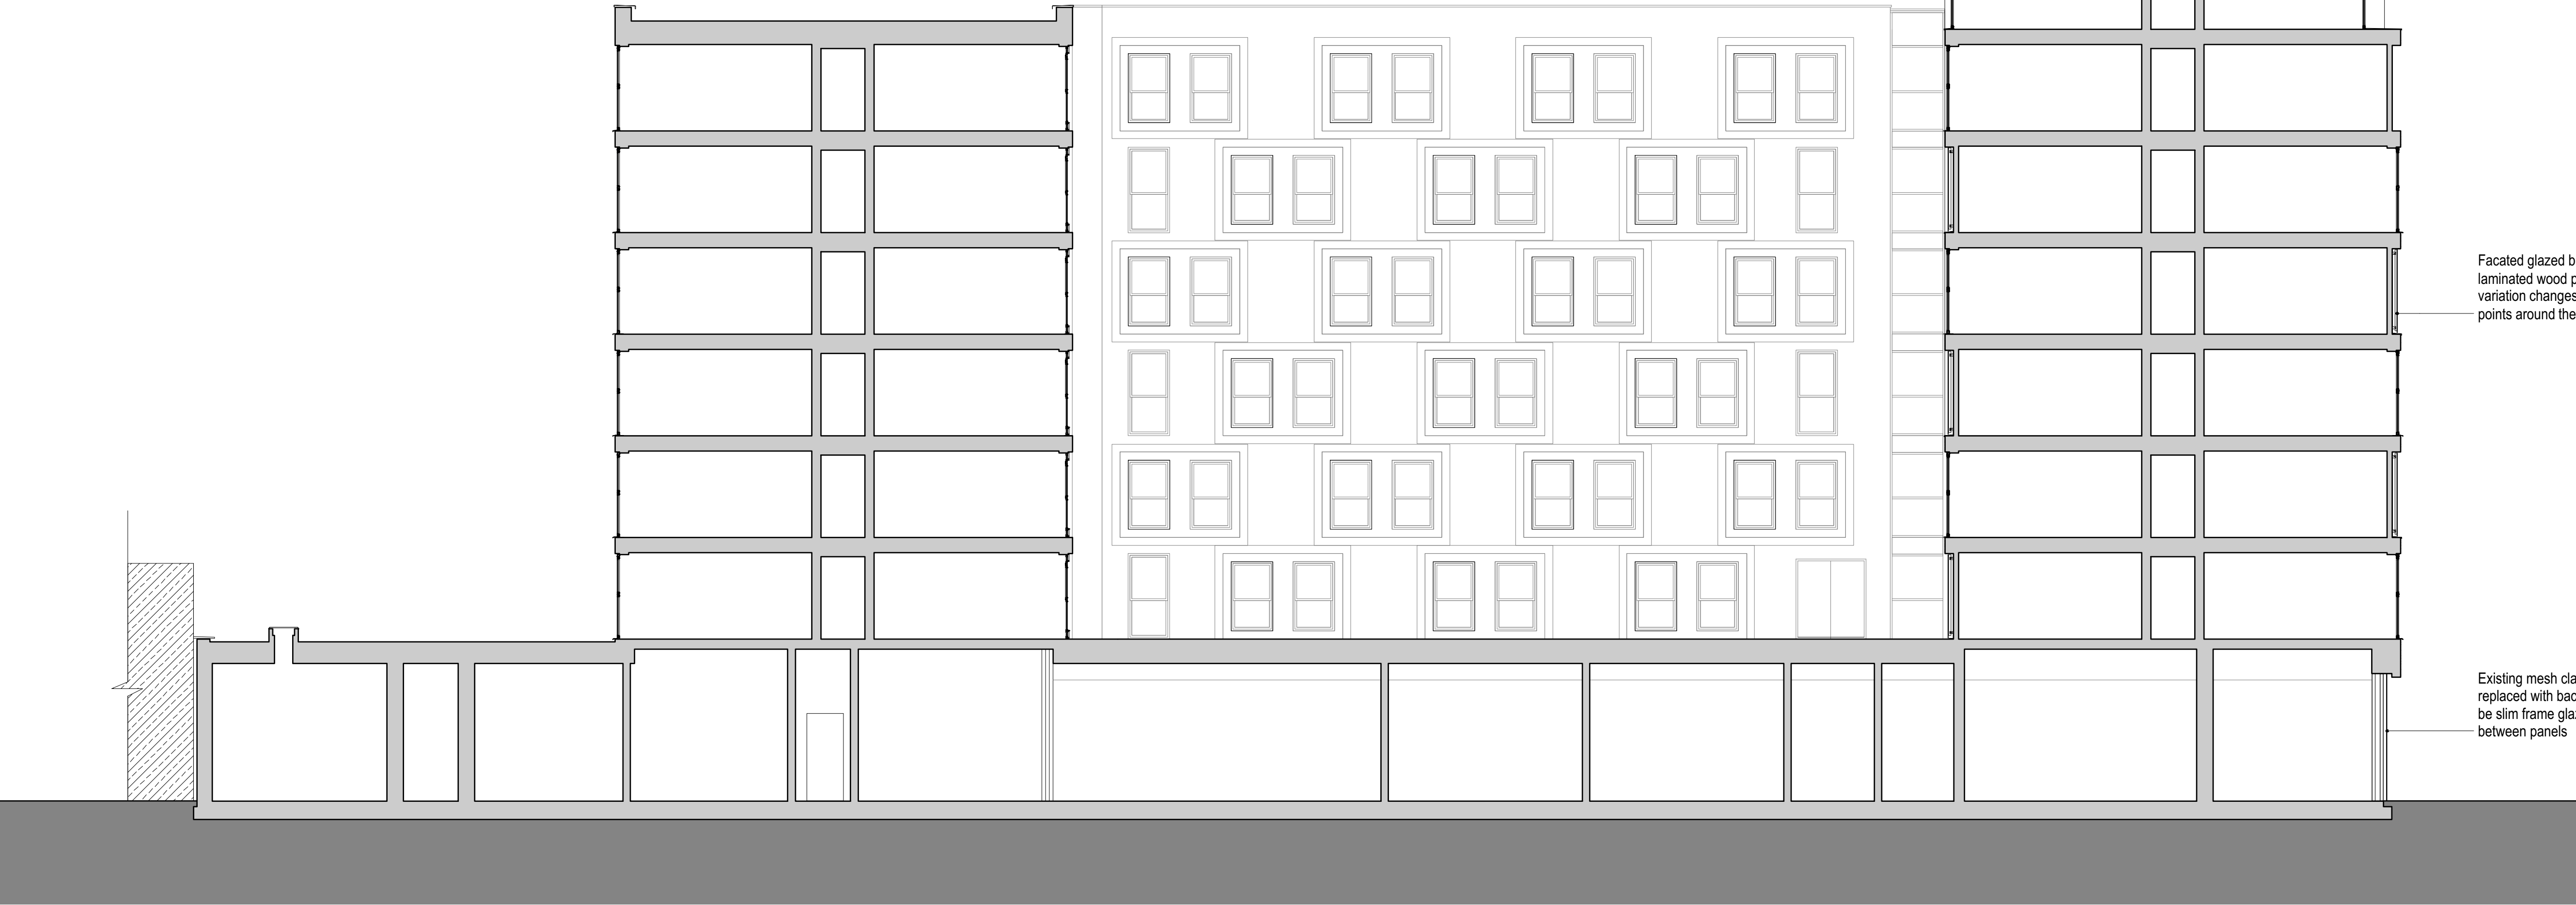 Facated glazed b
laminated wood p
variation changes
points around the
Existing mesh cla
replaced with bac
be slim frame gla
between panels